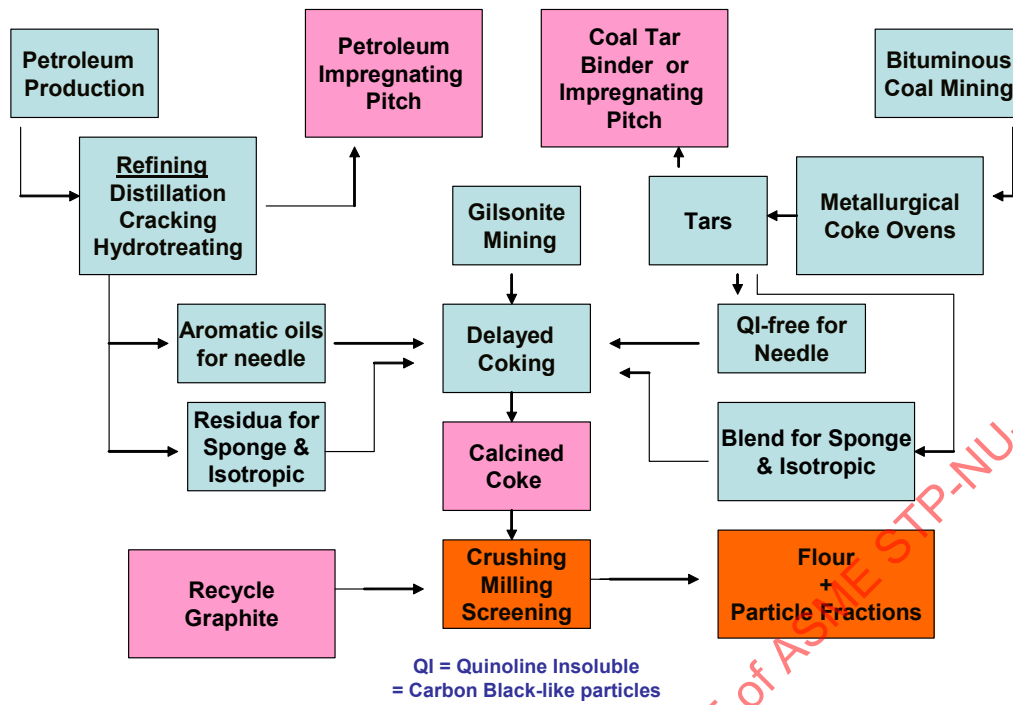 Petroleum
Production
Petroleum
Impregnating
Pitch
Coal Tar
Binder or
Impregnating
Pitch
Bituminous
Coal Mining
Refining
Distillation
Cracking
Hydrotreating
Gilsonite
Mining
Tars
Metallurgical
Coke Ovens
Aromatic oils
for needle
Delayed
Coking
QI-free for
Needle
Residua for
Sponge
& Isotropic
Calcined
Coke
Blend for Sponge
& Isotropic
Recycle
Graphite
Crushing
Milling
Screening
Flour
+
Particle Fractions
QI = Quinoline Insoluble
= Carbon Black-like particles
of ASME STP-NU-